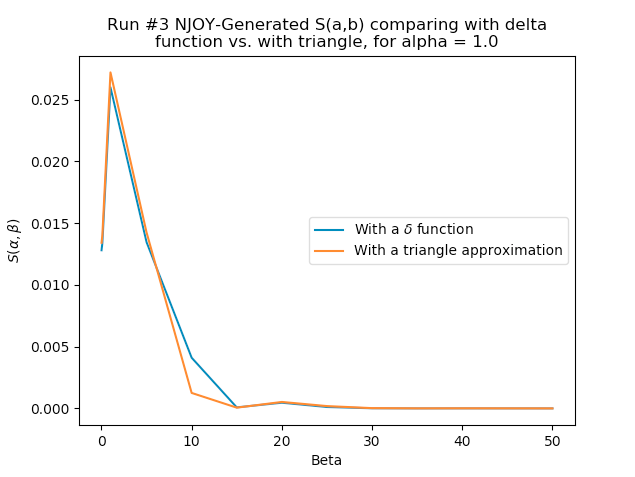 Run #3 NJOY-Generated S(a,b) comparing with delta
function vs. with triangle, for alpha = 1.0
0.025
0.020
0.015
0.010
0.005
0.000
S(α, β)
With a δ function
With a triangle approximation
0 10 20 30 40 50
Beta